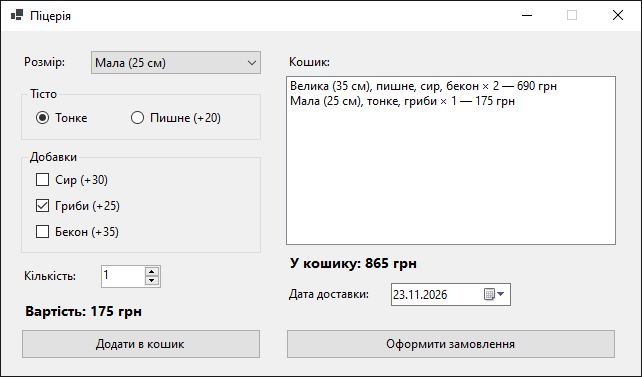 Піцерія
Розмір:
Мала (25 см)
Тісто
Тонке
Пишне (+20)
Добавки
Сир (+30)
Гриби (+25)
Бекон (+35)
Кількість:
1
Вартість: 175 грн
Додати в кошик
Кошик:
Велика (35 см), пишне, сир, бекон × 2 — 690 грн
Мала (25 см), тонке, гриби × 1 — 175 грн
У кошику: 865 грн
Дата доставки:
23.11.2026
Оформити замовлення